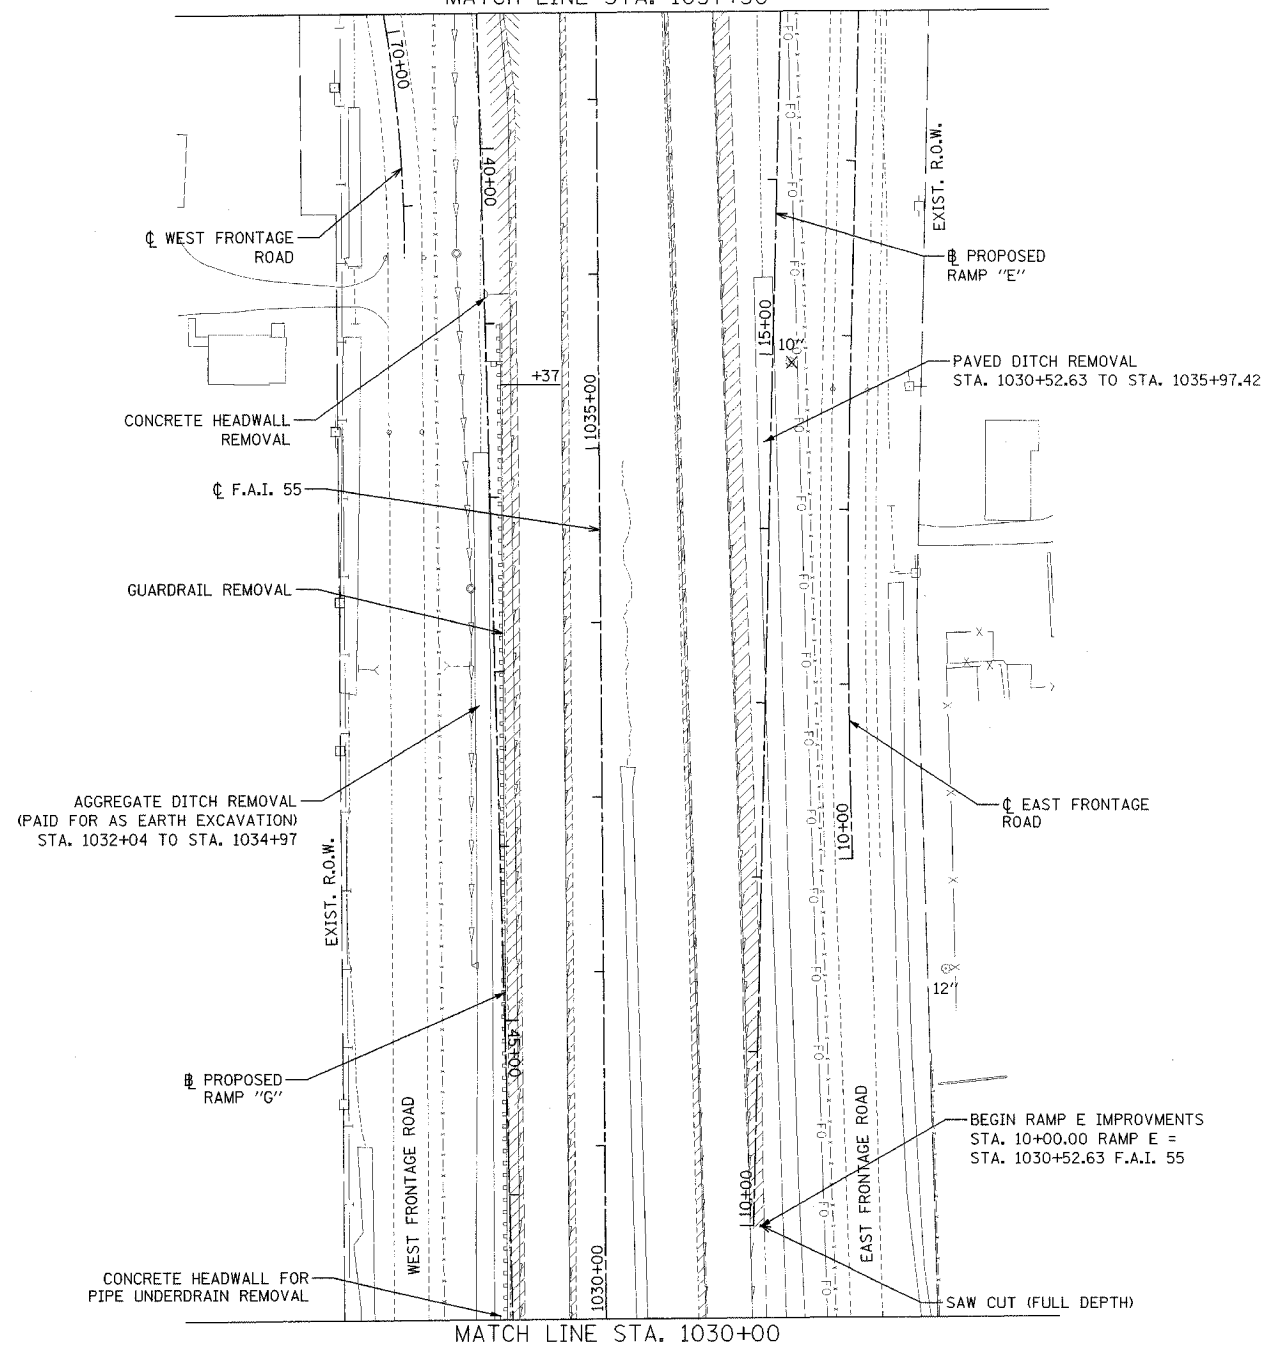 70+00
40+00
FO
EXIST. R.O.W.
℄ WEST FRONTAGE
ROAD
PROPOSED
RAMP "E"
15+00
10"
+37
1035+00
PAVED DITCH REMOVAL
STA. 1030+52.63 TO STA. 1035+97.42
CONCRETE HEADWALL
REMOVAL
℄ F.A.I. 55
GUARDRAIL REMOVAL
AGGREGATE DITCH REMOVAL
(PAID FOR AS EARTH EXCAVATION)
STA. 1032+04 TO STA. 1034+97
℄ EAST FRONTAGE
ROAD
10+00
EXIST. R.O.W.
12"
45+00
PROPOSED
RAMP "G"
WEST FRONTAGE ROAD
EAST FRONTAGE ROAD
BEGIN RAMP E IMPROVMENTS
STA. 10+00.00 RAMP E =
STA. 1030+52.63 F.A.I. 55
10+00
1030+00
CONCRETE HEADWALL FOR
PIPE UNDERDRAIN REMOVAL
SAW CUT (FULL DEPTH)
MATCH LINE STA. 1030+00